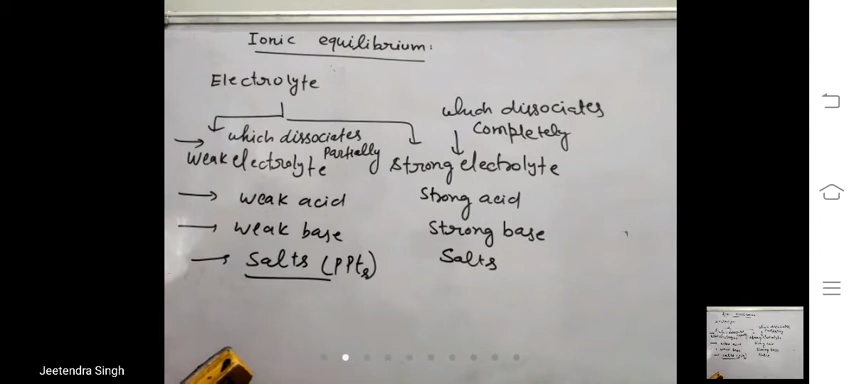 Ionic equilibrium:
Electrolyte
which dissociates
partially
which dissociates
completely
Weak electrolyte
Strong electrolyte
Weak acid
Strong acid
Weak base
Strong base
Salts (PPts)
Salts
Jeetendra Singh